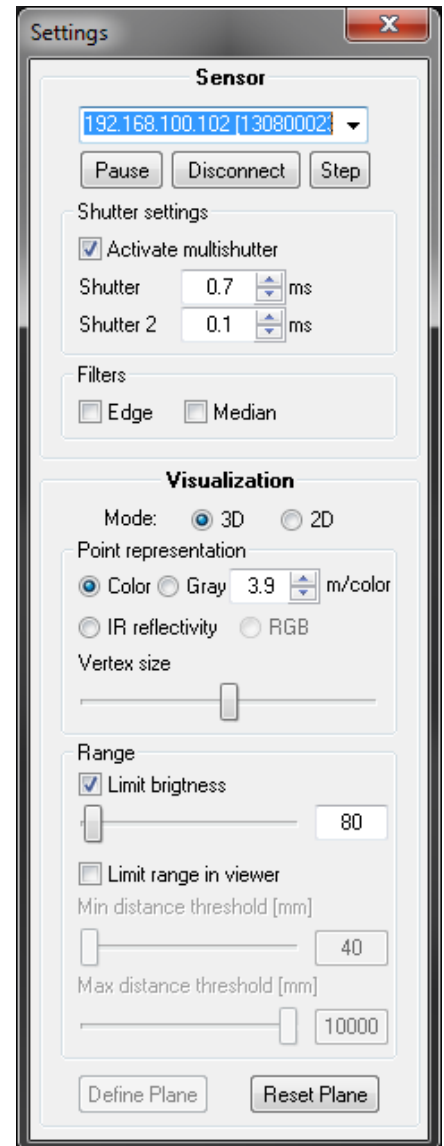 Settings
Sensor
192.168.100.102 [13080002
Pause Disconnect Step
Shutter settings
Activate multishutter
Shutter 0.7 ms
Shutter 2 0.1 ms
Filters
Edge Median
Visualization
Mode: 3D 2D
Point representation
Color Gray 3.9 m/color
IR reflectivity RGB
Vertex size
Range
Limit brigtness
80
Limit range in viewer
Min distance threshold [mm]
40
Max distance threshold [mm]
10000
Define Plane Reset Plane